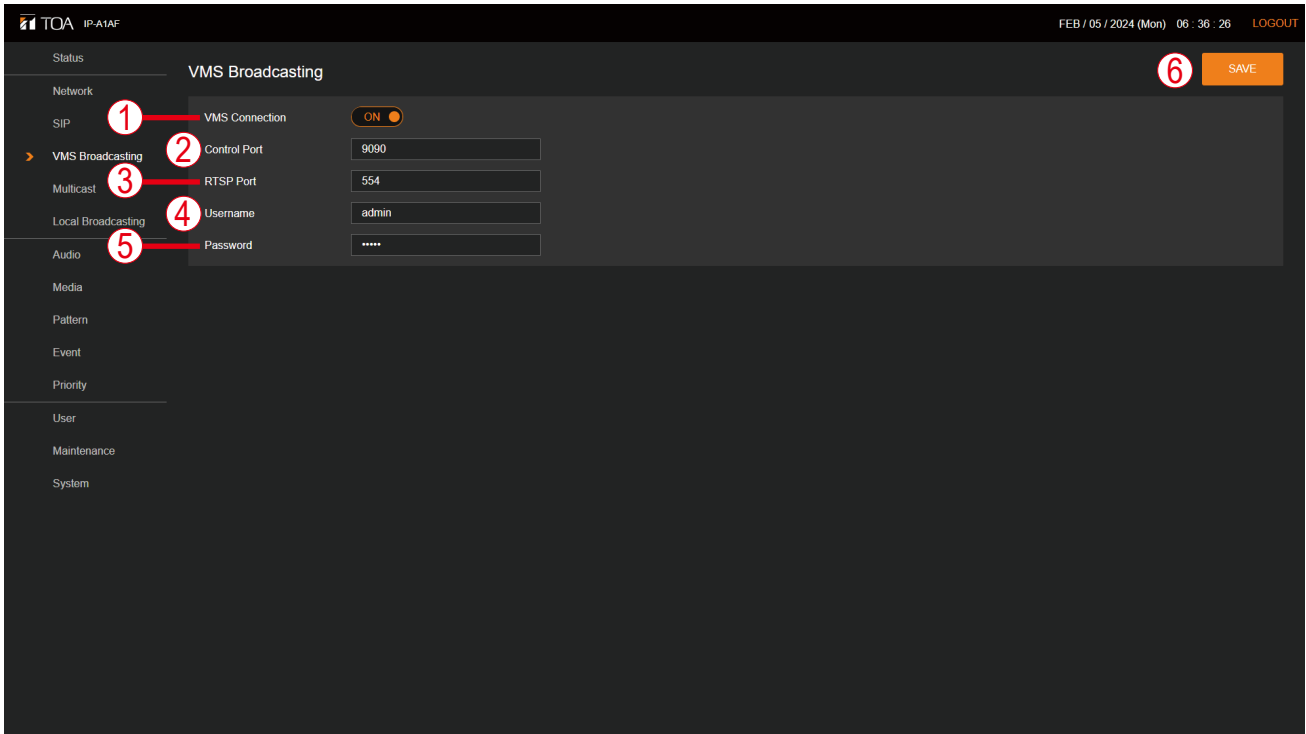 TOA IP-A1AF FEB / 05 / 2024 (Mon) 06 : 36 : 26 LOGOUT
Status
Network
SIP
VMS Broadcasting
Multicast
Local Broadcasting
Audio
Media
Pattern
Event
Priority
User
Maintenance
System
VMS Broadcasting 6 SAVE
1 VMS Connection ON
2 Control Port 9090
3 RTSP Port 554
4 Username admin
5 Password •••••